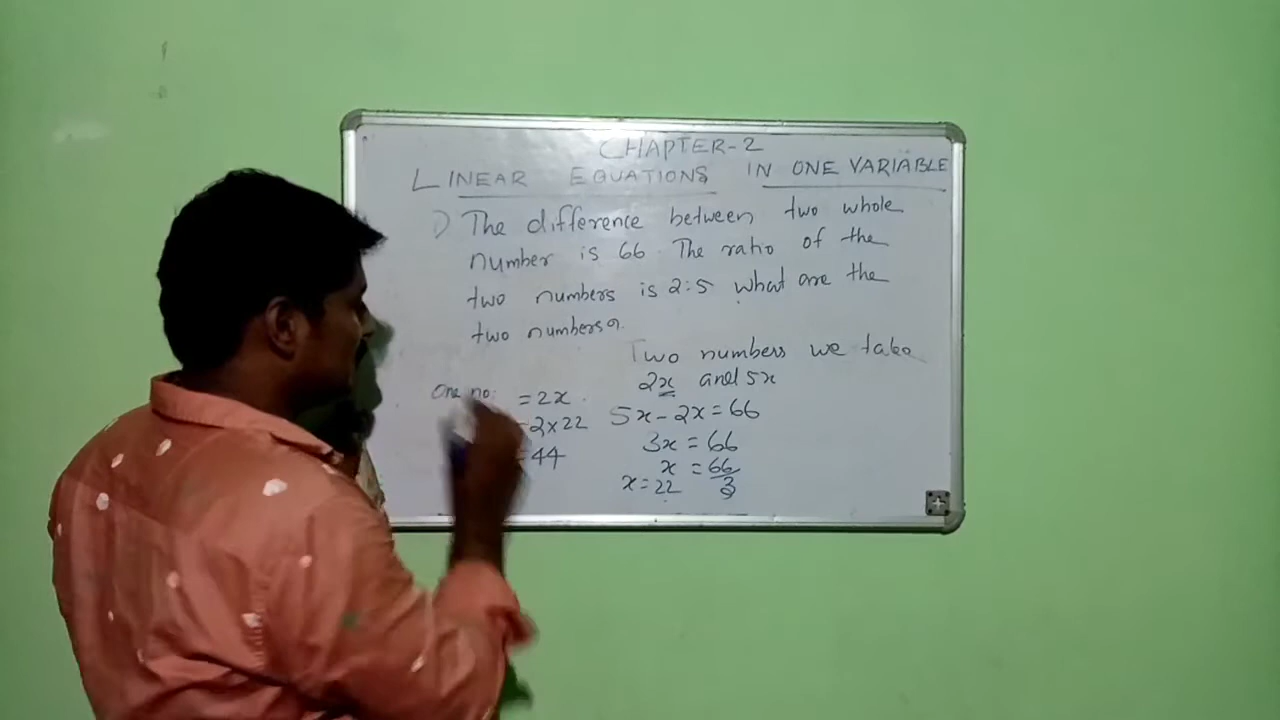 CHAPTER-2
LINEAR EQUATIONS IN ONE VARIABLE
1) The difference between two whole
number is 66. The ratio of the
two numbers is 2:5 what are the
two numbers?
Two numbers we take
2x and 5x
5x - 2x = 66
3x = 66
x = 66/3
x = 22
One no: = 2x
= 2x22
= 44